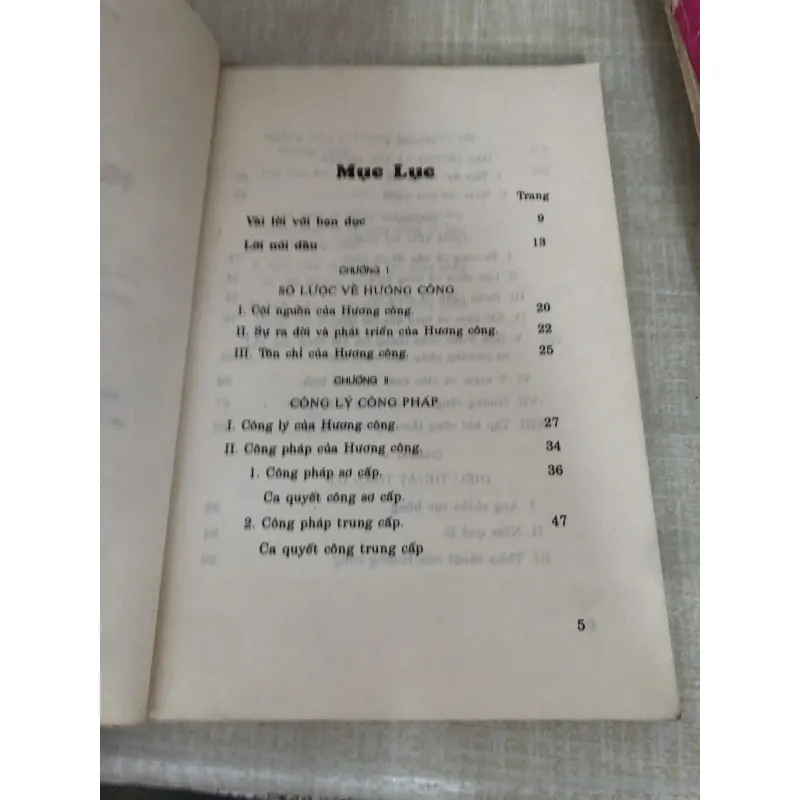 Mục Lục
Trang
Vài lời với bạn đọc 9
Lời nói đầu 13
CHƯƠNG I
SƠ LƯỢC VỀ HƯƠNG CÔNG
I. Cội nguồn của Hương công. 20
II. Sự ra đời và phát triển của Hương công. 22
III. Tôn chỉ của Hương công. 25
CHƯƠNG II
CÔNG LÝ CÔNG PHÁP
I. Công lý của Hương công. 27
II. Công pháp của Hương công. 34
1. Công pháp sơ cấp. 36
Ca quyết công sơ cấp.
2. Công pháp trung cấp. 47
Ca quyết công trung cấp
5